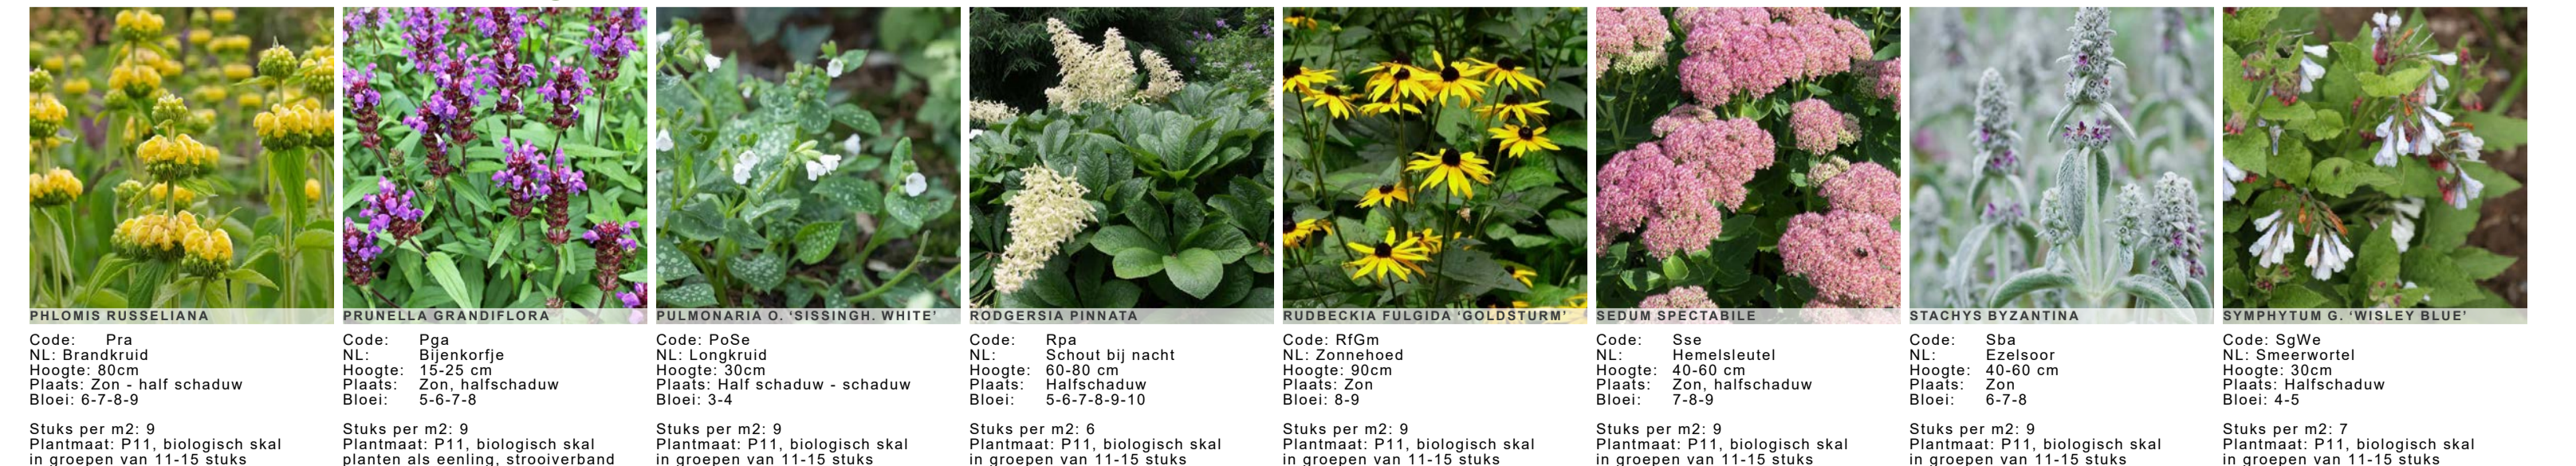 PHLOMIS RUSSELIANA
Code: Pra
NL: Brandkruid
Hoogte: 80cm
Plaats: Zon - half schaduw
Bloei: 6-7-8-9
Stuks per m2: 9
Plantmaat: P11, biologisch skal
in groepen van 11-15 stuks
PRUNELLA GRANDIFLORA
Code: Pga
NL: Bijenkorfje
Hoogte: 15-25 cm
Plaats: Zon, halfschaduw
Bloei: 5-6-7-8
Stuks per m2: 9
Plantmaat: P11, biologisch skal
planten als eenling, strooiverband
PULMONARIA O. ‘SISSINGH. WHITE’
Code: PoSe
NL: Longkruid
Hoogte: 30cm
Plaats: Half schaduw - schaduw
Bloei: 3-4
Stuks per m2: 9
Plantmaat: P11, biologisch skal
in groepen van 11-15 stuks
RODGERSIA PINNATA
Code: Rpa
NL: Schout bij nacht
Hoogte: 60-80 cm
Plaats: Halfschaduw
Bloei: 5-6-7-8-9-10
Stuks per m2: 6
Plantmaat: P11, biologisch skal
in groepen van 11-15 stuks
RUDBECKIA FULGIDA ‘GOLDSTURM’
Code: RfGm
NL: Zonnehoed
Hoogte: 90cm
Plaats: Zon
Bloei: 8-9
Stuks per m2: 9
Plantmaat: P11, biologisch skal
in groepen van 11-15 stuks
SEDUM SPECTABILE
Code: Sse
NL: Hemelsleutel
Hoogte: 40-60 cm
Plaats: Zon, halfschaduw
Bloei: 7-8-9
Stuks per m2: 9
Plantmaat: P11, biologisch skal
in groepen van 11-15 stuks
STACHYS BYZANTINA
Code: Sba
NL: Ezelsoor
Hoogte: 40-60 cm
Plaats: Zon
Bloei: 6-7-8
Stuks per m2: 9
Plantmaat: P11, biologisch skal
in groepen van 11-15 stuks
SYMPHYTUM G. ‘WISLEY BLUE’
Code: SgWe
NL: Smeerwortel
Hoogte: 30cm
Plaats: Halfschaduw
Bloei: 4-5
Stuks per m2: 7
Plantmaat: P11, biologisch skal
in groepen van 11-15 stuks